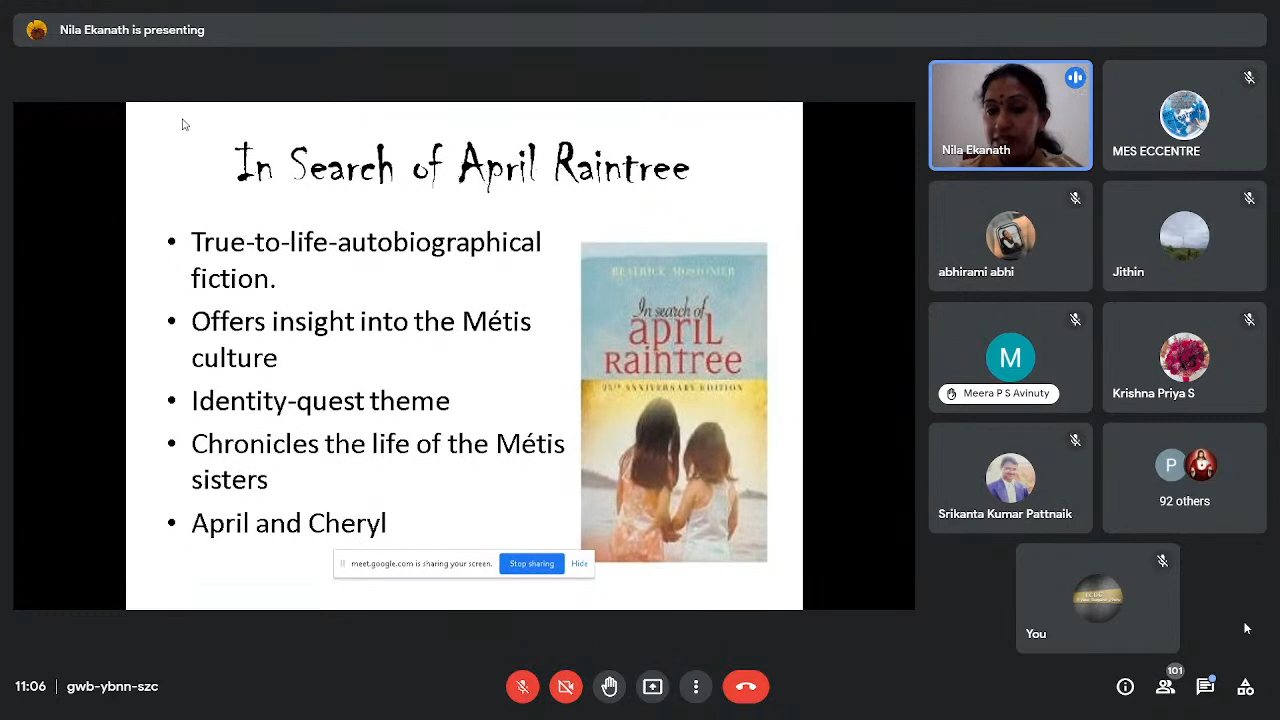 Nila Ekanath is presenting
In Search of April Raintree
• True-to-life-autobiographical
fiction.
• Offers insight into the Métis
culture
• Identity-quest theme
• Chronicles the life of the Métis
sisters
• April and Cheryl
BEATRICE MOSIONIER
In search of
april
RAINTREE
25TH ANNIVERSARY EDITION
meet.google.com is sharing your screen.
Stop sharing
Hide
Nila Ekanath
MES ECCENTRE
abhirami abhi
Jithin
M
Meera P S Avinuty
Krishna Priya S
Srikanta Kumar Pattnaik
P
92 others
You
11:06
gwb-ybnn-szc
101